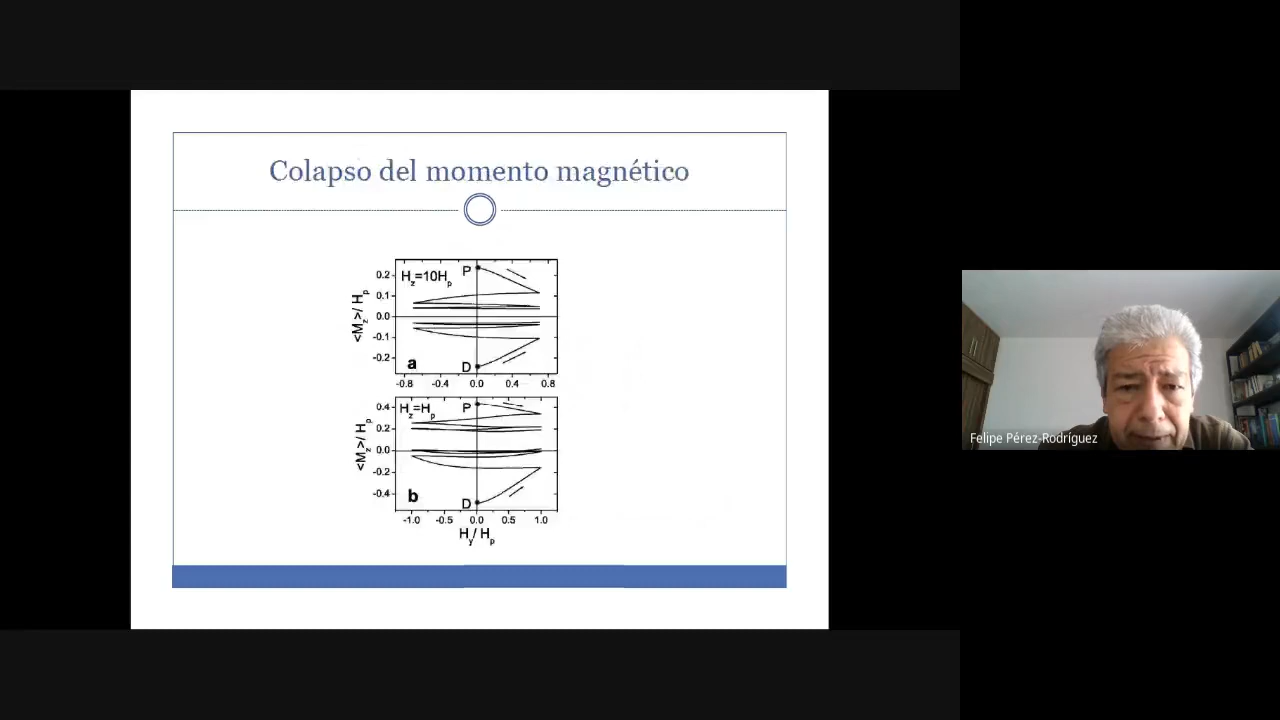 Colapso del momento magnético
H_z=10H_p
P
<M_z>/ H_p
0.2
0.1
0.0
-0.1
-0.2
a
D
-0.8 -0.4 0.0 0.4 0.8
H_z=H_p
P
<M_z>/ H_p
0.4
0.2
0.0
-0.2
-0.4
b
D
-1.0 -0.5 0.0 0.5 1.0
H_y/ H_p
Felipe Pérez-Rodríguez